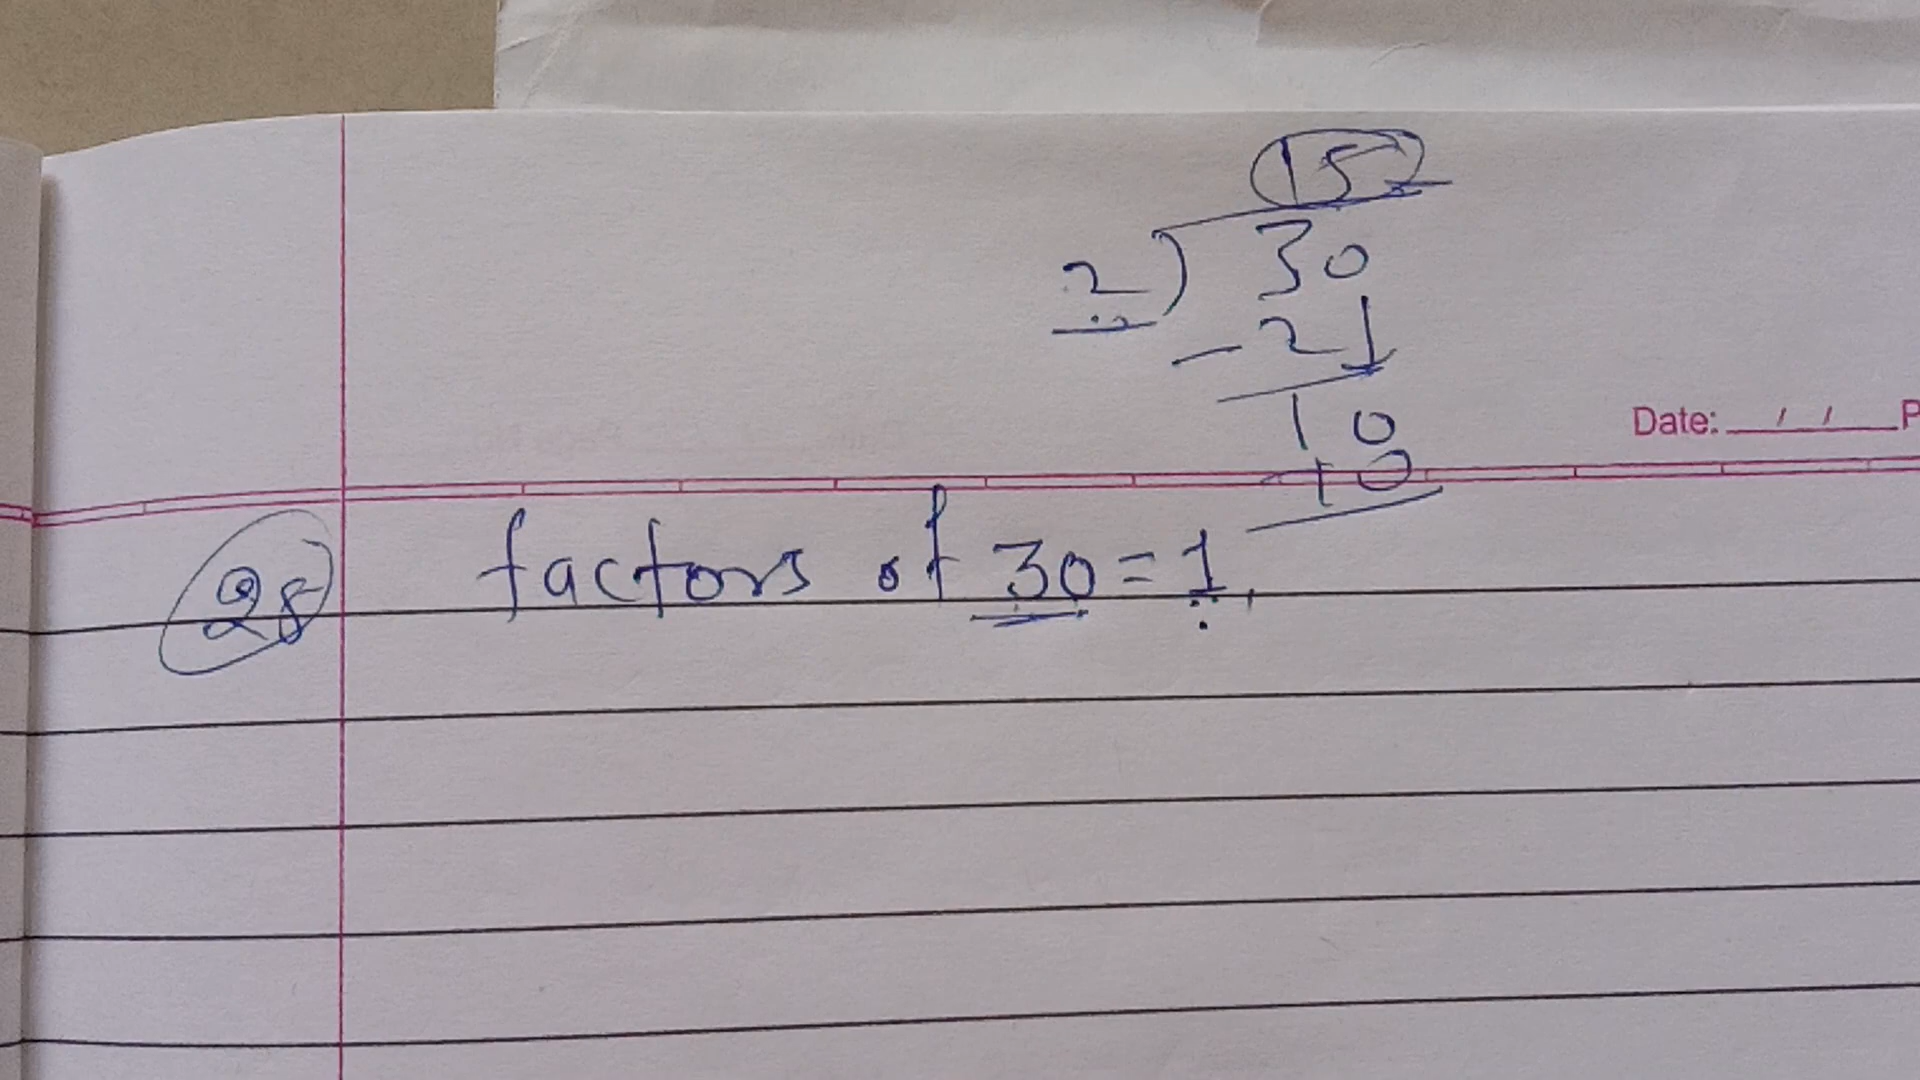 15
2) 30
- 2↓
10
10
Date: / / P
28 factors of 30 = 1,